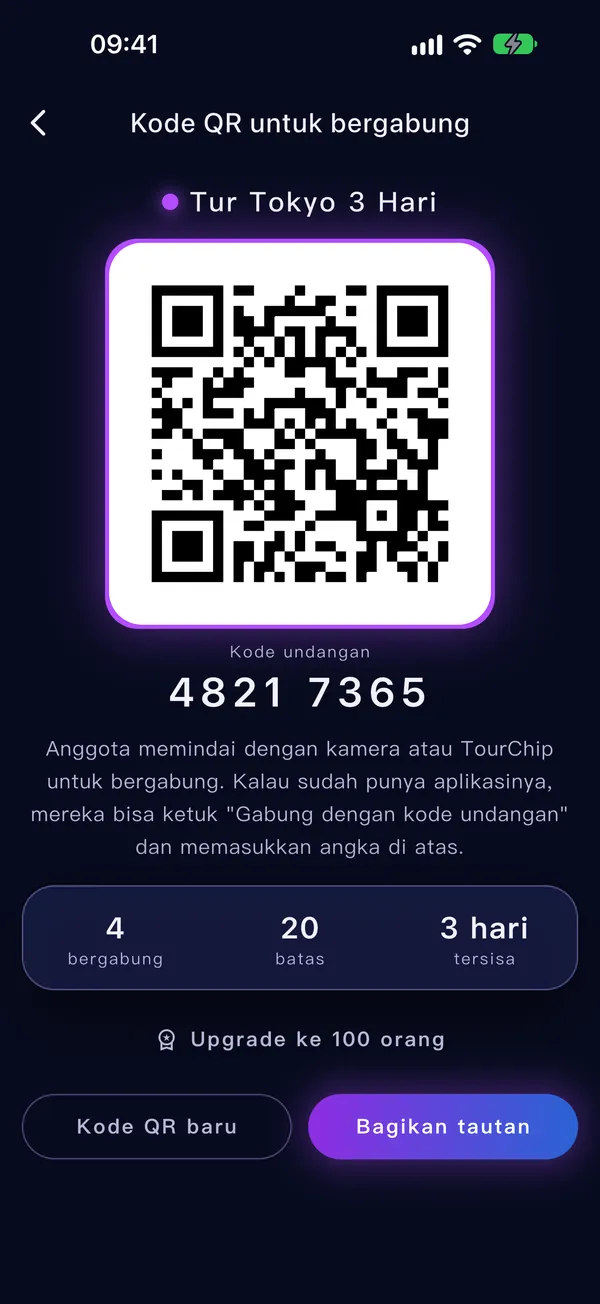 09:41
Kode QR untuk bergabung
Tur Tokyo 3 Hari
Kode undangan
4821 7365
Anggota memindai dengan kamera atau TourChip
untuk bergabung. Kalau sudah punya aplikasinya,
mereka bisa ketuk "Gabung dengan kode undangan"
dan memasukkan angka di atas.
4
bergabung
20
batas
3 hari
tersisa
Upgrade ke 100 orang
Kode QR baru
Bagikan tautan